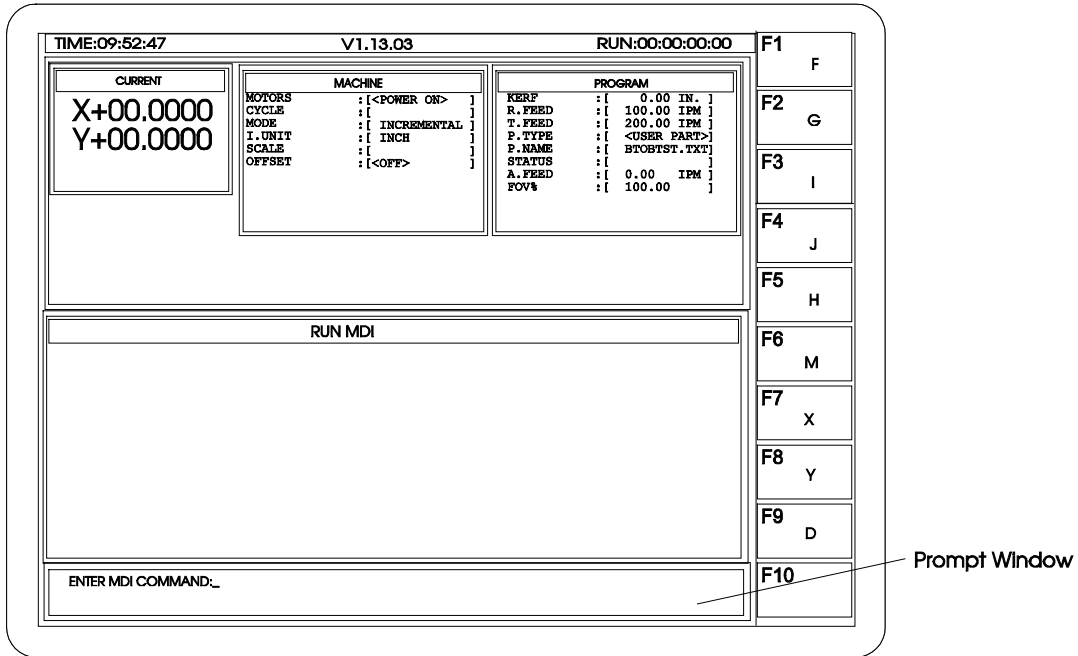 TIME:09:52:47 V1.13.03 RUN:00:00:00:00
CURRENT
X+00.0000
Y+00.0000
MACHINE
MOTORS :[<POWER ON> ]
CYCLE :[ ]
MODE :[ INCREMENTAL ]
I.UNIT :[ INCH ]
SCALE :[ ]
OFFSET :[<OFF> ]
PROGRAM
KERF :[ 0.00 IN. ]
R.FEED :[ 100.00 IPM ]
T.FEED :[ 200.00 IPM ]
P.TYPE :[ <USER PART>]
P.NAME :[ BTOBTST.TXT]
STATUS :[ ]
A.FEED :[ 0.00 IPM ]
FOV% :[ 100.00 ]
RUN MDI
ENTER MDI COMMAND:_
F1 F
F2 G
F3 I
F4 J
F5 H
F6 M
F7 X
F8 Y
F9 D
F10
Prompt Window